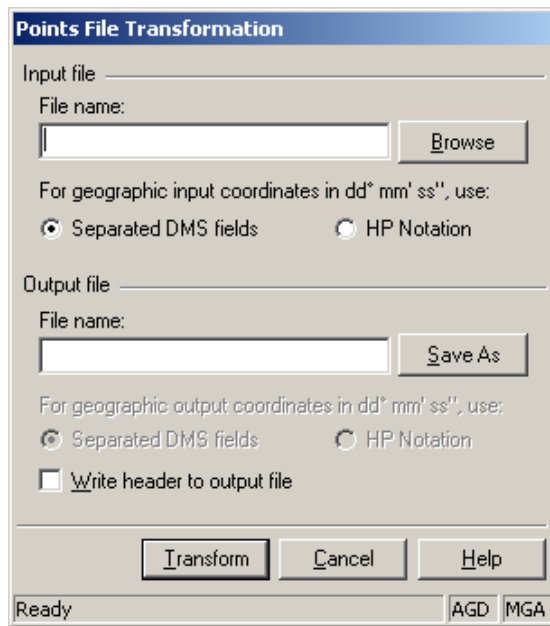 Points File Transformation
Input file
File name:
Browse
For geographic input coordinates in dd° mm' ss", use:
Separated DMS fields HP Notation
Output file
File name:
Save As
For geographic output coordinates in dd° mm' ss", use:
Separated DMS fields HP Notation
Write header to output file
Transform Cancel Help
Ready AGD MGA